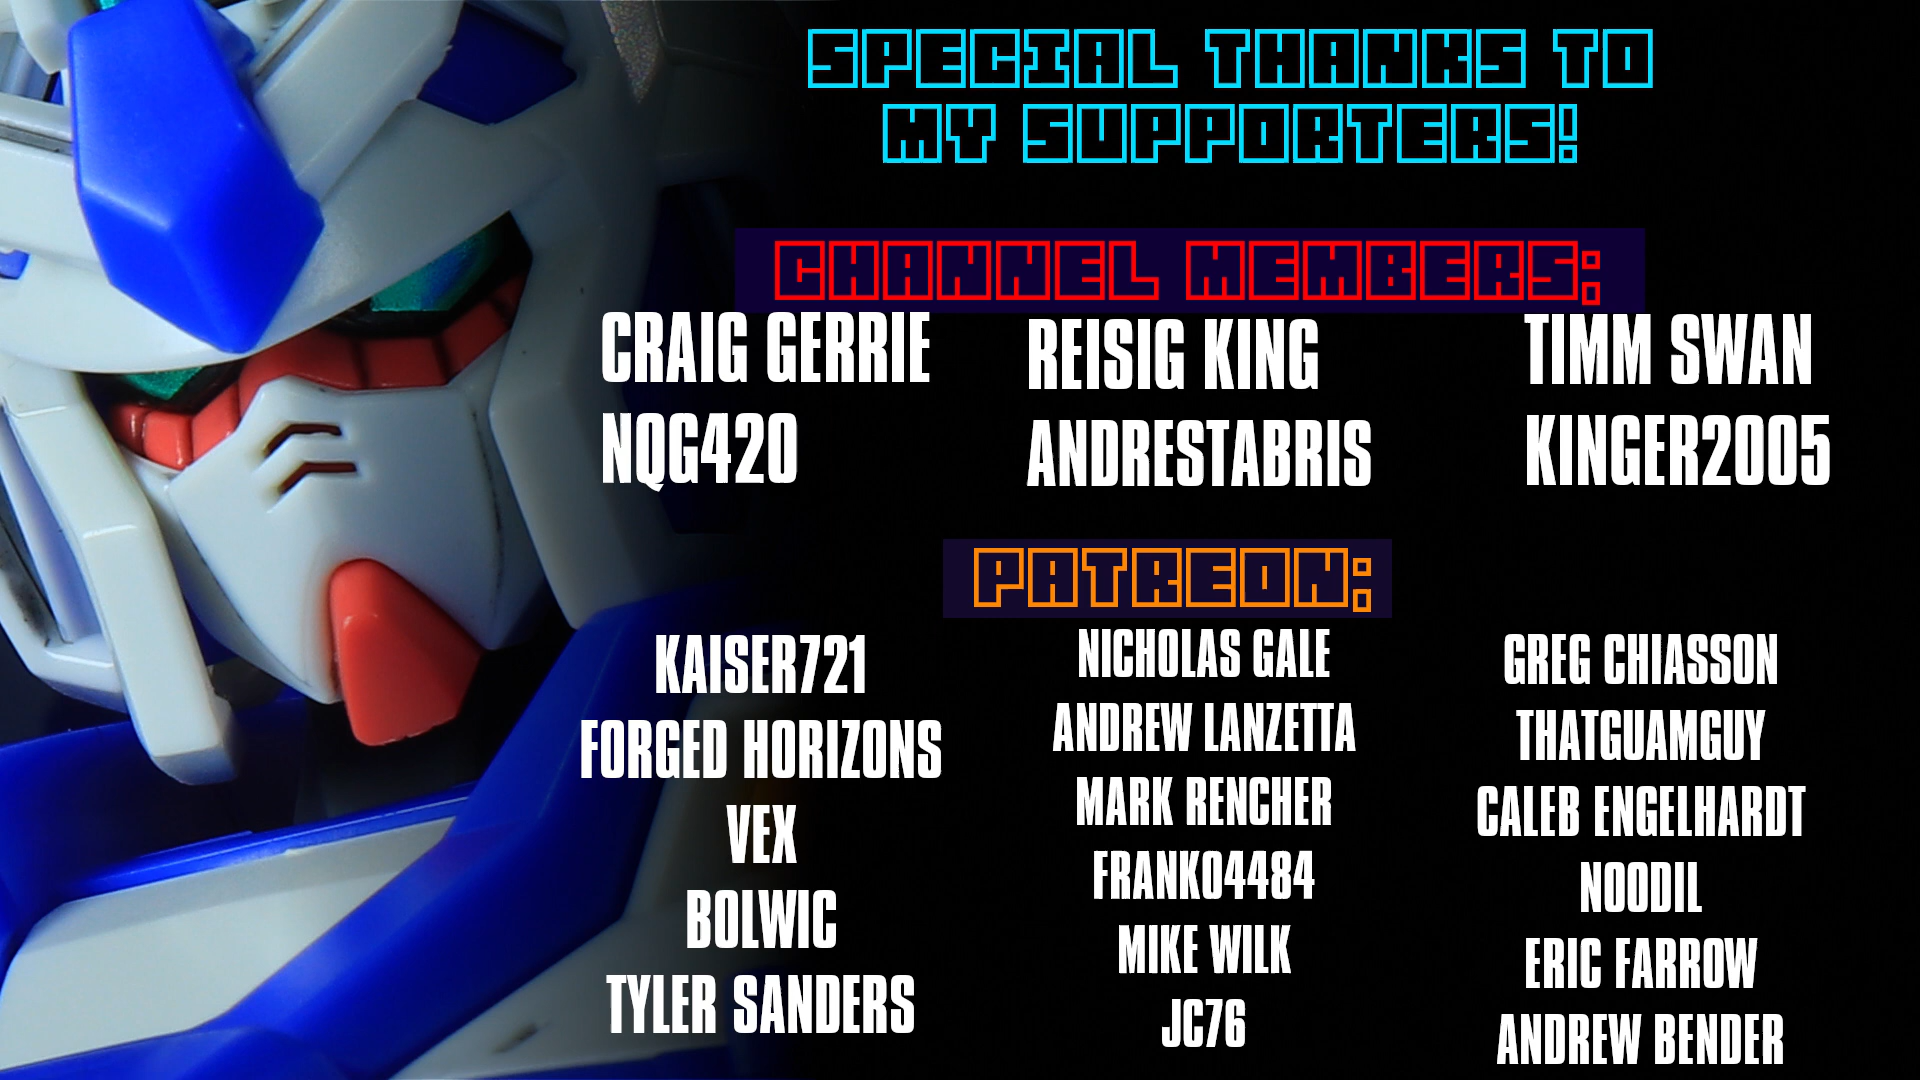 SPECIAL THANKS TO
MY SUPPORTERS!
CHANNEL MEMBERS:
CRAIG GERRIE
REISIG KING
TIMM SWAN
NQG420
ANDRESTABRIS
KINGER2005
PATREON:
KAISER721
FORGED HORIZONS
VEX
BOLWIC
TYLER SANDERS
NICHOLAS GALE
ANDREW LANZETTA
MARK RENCHER
FRANK04484
MIKE WILK
JC76
GREG CHIASSON
THATGUAMGUY
CALEB ENGELHARDT
NOODIL
ERIC FARROW
ANDREW BENDER